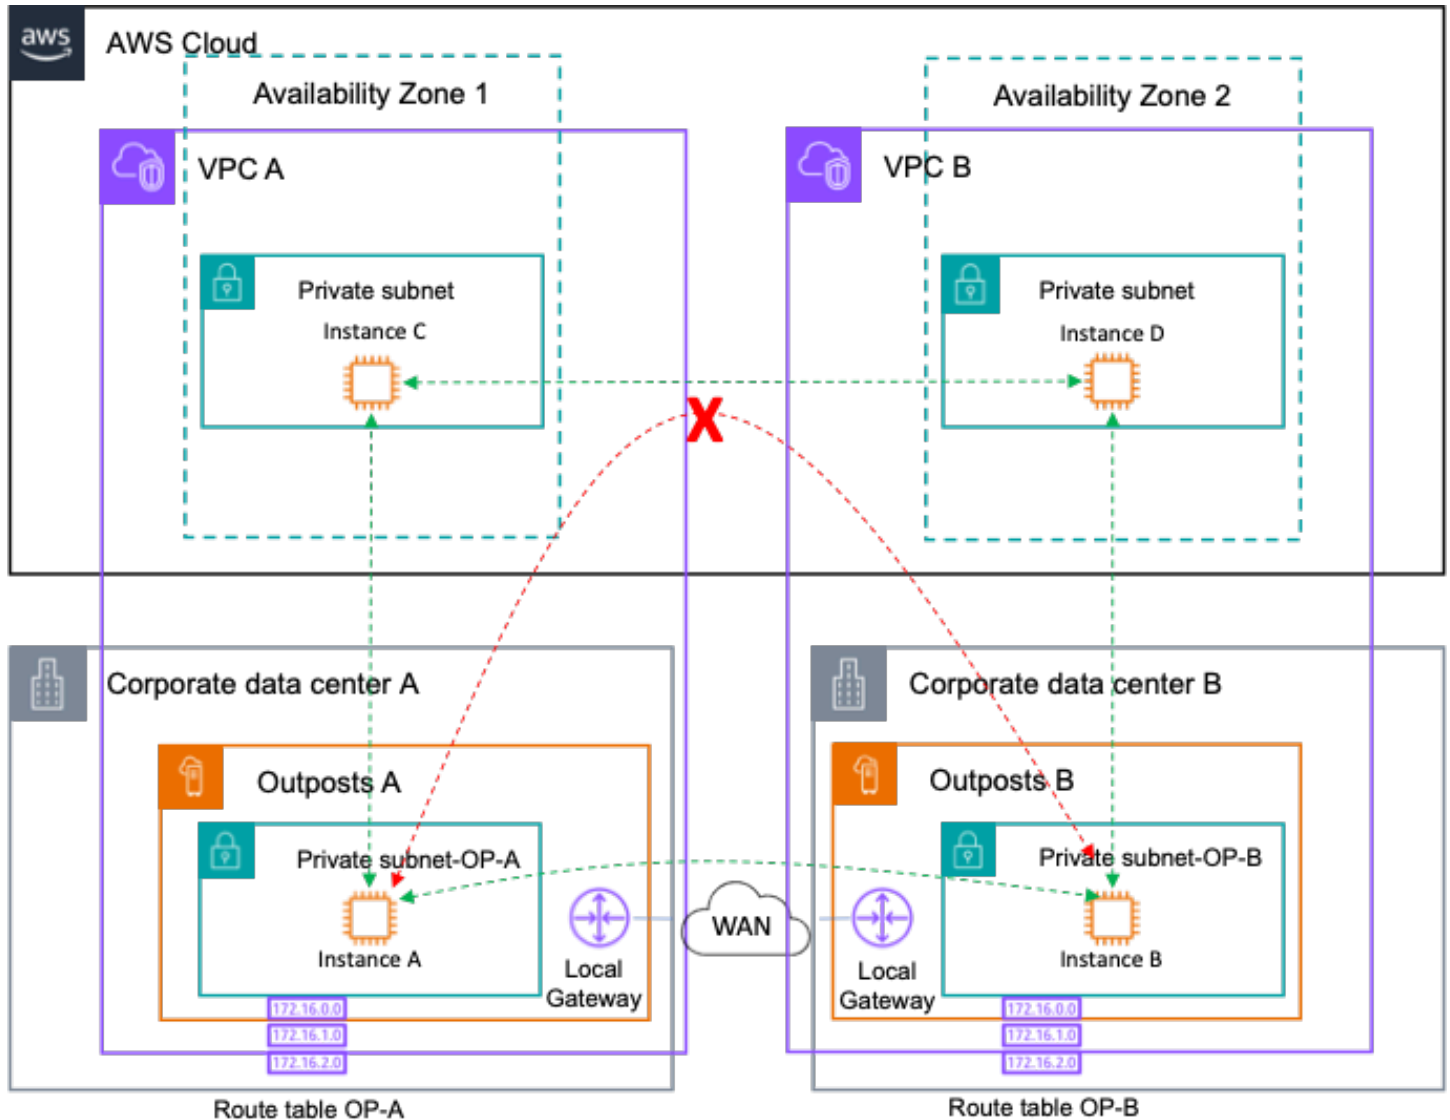 aws
AWS Cloud
Availability Zone 1
Availability Zone 2
VPC A
VPC B
Private subnet
Instance C
Private subnet
Instance D
X
Corporate data center A
Corporate data center B
Outposts A
Outposts B
Private subnet-OP-A
Private subnet-OP-B
Instance A
Local
Gateway
WAN
Local
Gateway
Instance B
172.16.0.0
172.16.1.0
172.16.2.0
172.16.0.0
172.16.1.0
172.16.2.0
Route table OP-A
Route table OP-B